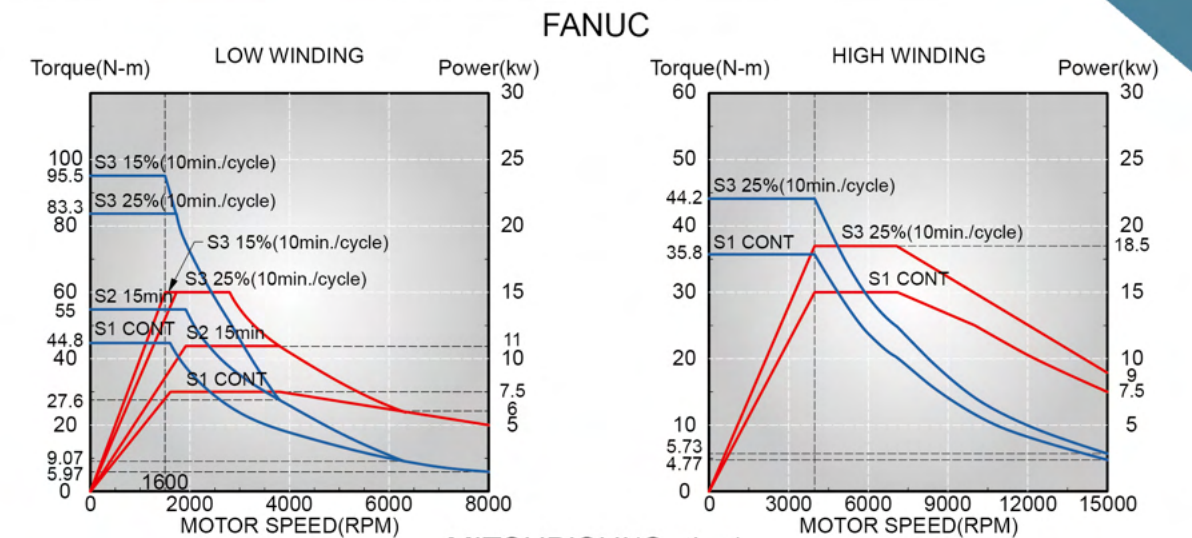 FANUC
LOW WINDING
Torque(N-m)
Power(kw)
30
100
25
95.5
S3 15%(10min./cycle)
83.3
S3 25%(10min./cycle)
80
20
S3 15%(10min./cycle)
S3 25%(10min./cycle)
60
15
S2 15min
55
S1 CONT
S2 15min
44.8
11
40
10
S1 CONT
27.6
7.5
6
20
5
9.07
5.97
1600
0
0 2000 4000 6000 8000
MOTOR SPEED(RPM)
HIGH WINDING
Torque(N-m)
Power(kw)
60
30
50
25
S3 25%(10min./cycle)
44.2
40
20
S3 25%(10min./cycle)
18.5
S1 CONT
35.8
S1 CONT
30
15
20
10
9
7.5
10
5
5.73
4.77
0
0 3000 6000 9000 12000 15000
MOTOR SPEED(RPM)